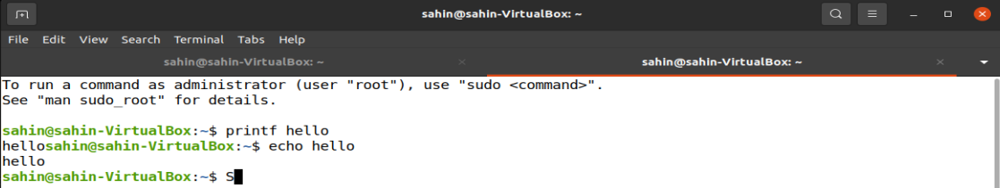 sahin@sahin-VirtualBox: ~
File Edit View Search Terminal Tabs Help
sahin@sahin-VirtualBox: ~ sahin@sahin-VirtualBox: ~
To run a command as administrator (user "root"), use "sudo <command>".
See "man sudo_root" for details.
sahin@sahin-VirtualBox:~$ printf hello
hellosahin@sahin-VirtualBox:~$ echo hello
hello
sahin@sahin-VirtualBox:~$ S